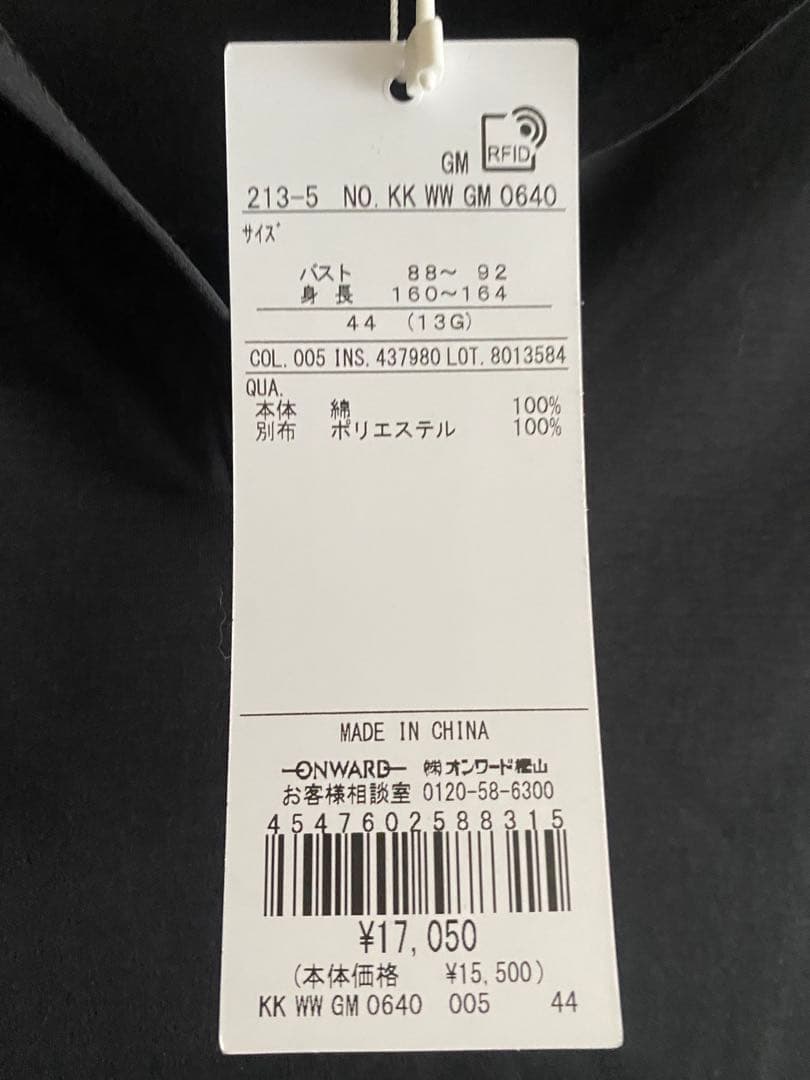 RFID
GM
213-5 NO. KK WW GM 0640
ｻｲｽﾞ
バスト 88〜 92
身長 160〜164
44 (13G)
COL. 005 INS. 437980 LOT. 8013584
QUA.
本体 綿 100%
別布 ポリエステル 100%
MADE IN CHINA
ONWARD ㈱オンワード樫山
お客様相談室 0120-58-6300
4547602588315
¥17,050
(本体価格 ¥15,500)
KK WW GM 0640 005 44